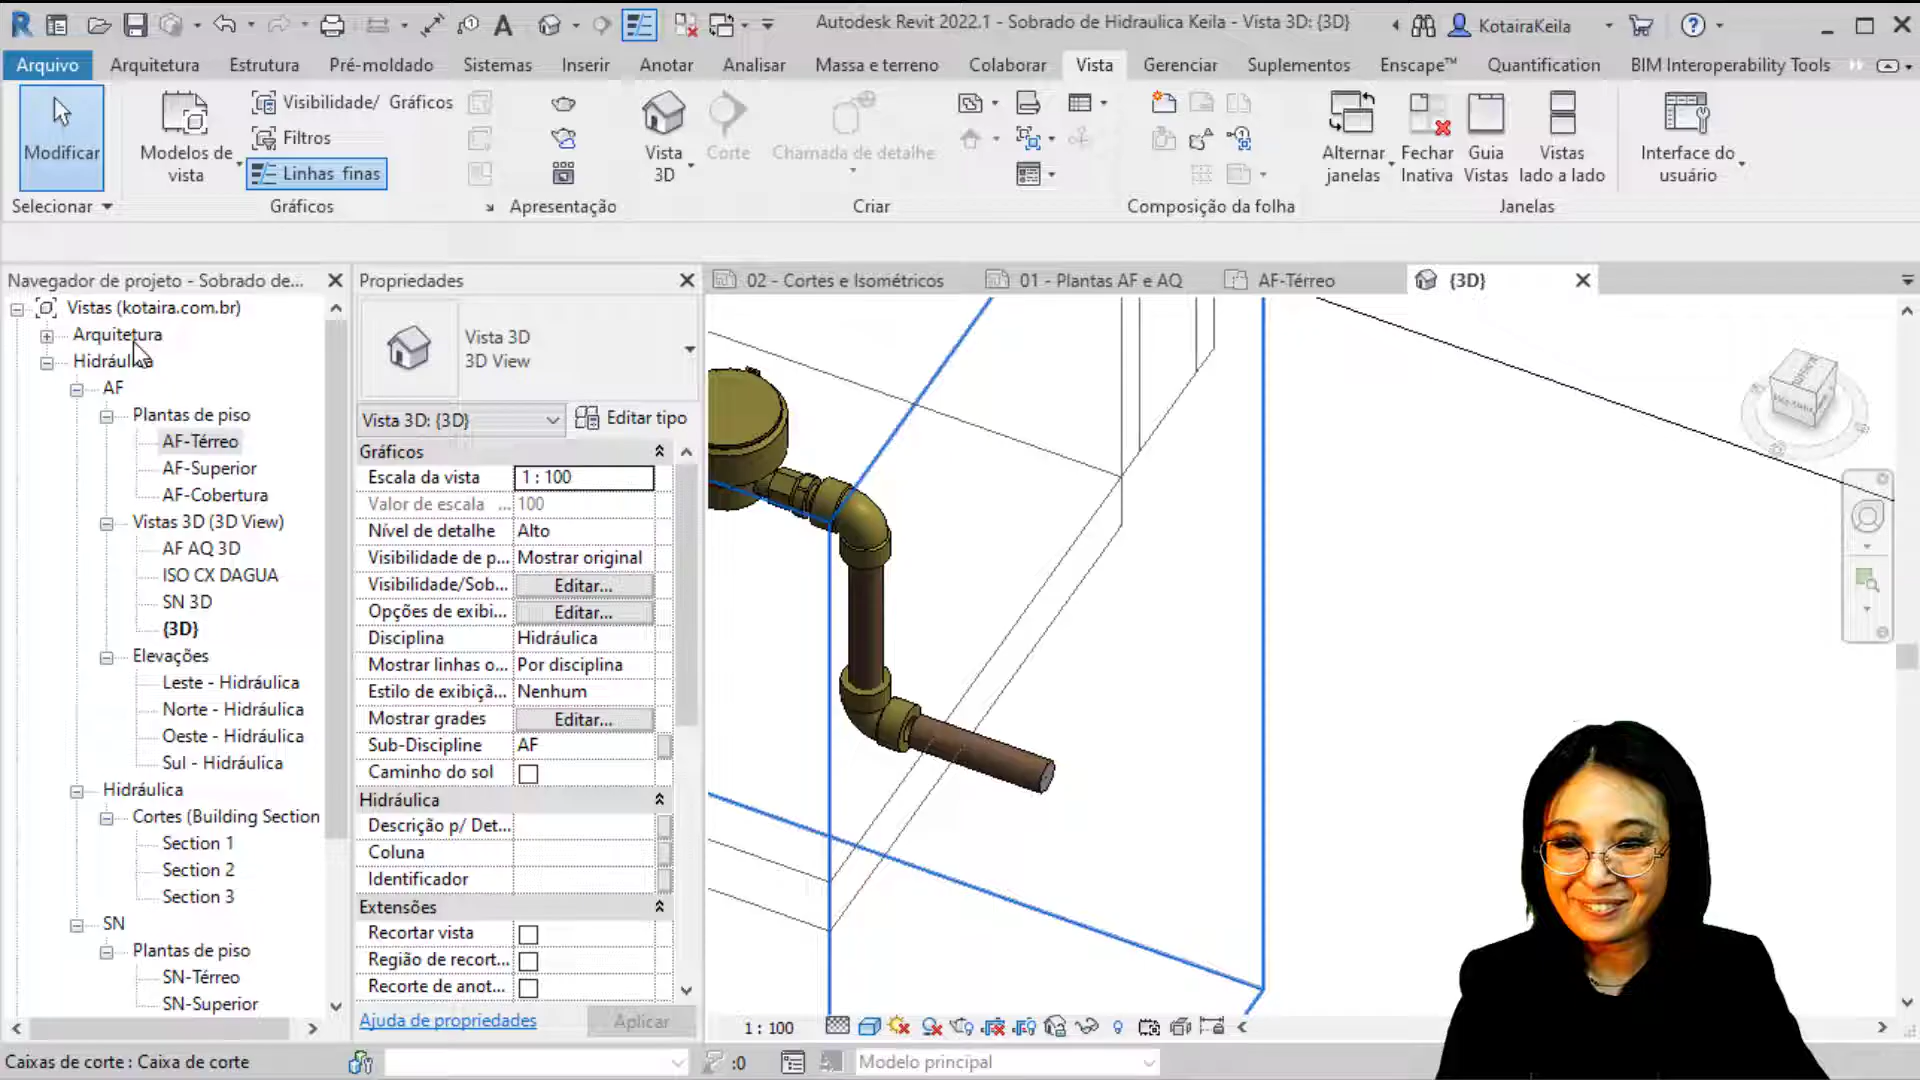 Autodesk Revit 2022.1 - Sobrado de Hidraulica Keila - Vista 3D: {3D}
KotairaKeila
Arquivo Arquitetura Estrutura Pré-moldado Sistemas Inserir Anotar Analisar Massa e terreno Colaborar Vista Gerenciar Suplementos Enscape™ Quantification BIM Interoperability Tools
Modificar
Modelos de vista
Visibilidade/ Gráficos
Filtros
Linhas finas
Vista 3D
Corte
Chamada de detalhe
Alternar janelas
Fechar Inativa
Guia Vistas
Vistas lado a lado
Interface do usuário
Selecionar Gráficos Apresentação Criar Composição da folha Janelas
Navegador de projeto - Sobrado de...
Vistas (kotaira.com.br)
Arquitetura
Hidráulica
AF
Plantas de piso
AF-Térreo
AF-Superior
AF-Cobertura
Vistas 3D (3D View)
AF AQ 3D
ISO CX DAGUA
SN 3D
{3D}
Elevações
Leste - Hidráulica
Norte - Hidráulica
Oeste - Hidráulica
Sul - Hidráulica
Hidráulica
Cortes (Building Section
Section 1
Section 2
Section 3
SN
Plantas de piso
SN-Térreo
SN-Superior
Propriedades
Vista 3D
3D View
Vista 3D: {3D}
Editar tipo
Gráficos
Escala da vista 1 : 100
Valor de escala ... 100
Nível de detalhe Alto
Visibilidade de p... Mostrar original
Visibilidade/Sob... Editar...
Opções de exibi... Editar...
Disciplina Hidráulica
Mostrar linhas o... Por disciplina
Estilo de exibiçã... Nenhum
Mostrar grades Editar...
Sub-Discipline AF
Caminho do sol
Hidráulica
Descrição p/ Det...
Coluna
Identificador
Extensões
Recortar vista
Região de recort...
Recorte de anot...
Ajuda de propriedades
Aplicar
02 - Cortes e Isométricos
01 - Plantas AF e AQ
AF-Térreo
{3D}
1 : 100
Caixas de corte : Caixa de corte
:0
Modelo principal